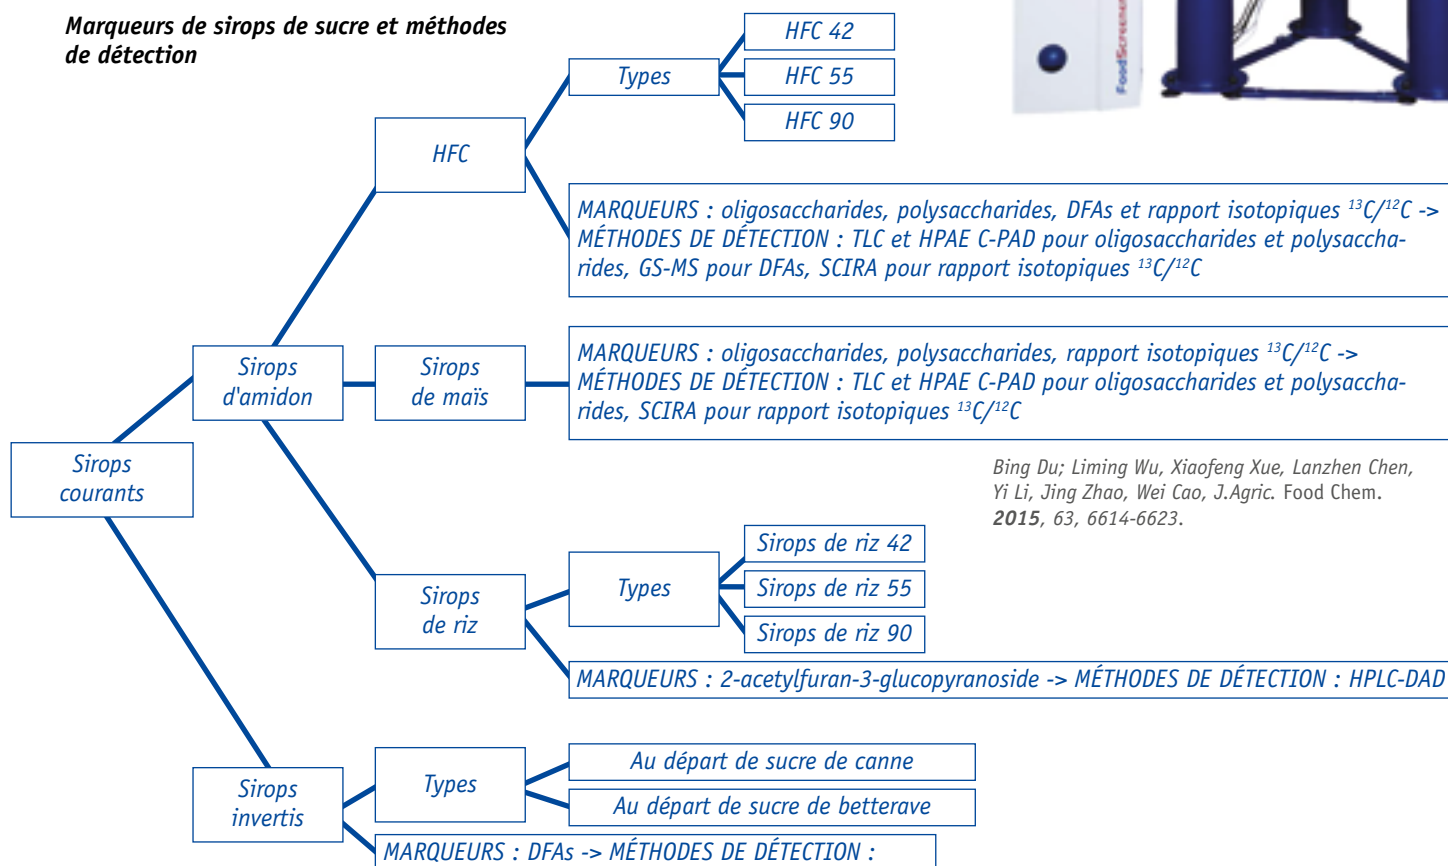 Marqueurs de sirops de sucre et méthodes
de détection
FoodScreener
HFC 42
Types
HFC 55
HFC 90
HFC
MARQUEURS : oligosaccharides, polysaccharides, DFAs et rapport isotopiques ¹³C/¹²C ->
MÉTHODES DE DÉTECTION : TLC et HPAE C-PAD pour oligosaccharides et polysaccha-
rides, GS-MS pour DFAs, SCIRA pour rapport isotopiques ¹³C/¹²C
Sirops
d'amidon
Sirops
de maïs
MARQUEURS : oligosaccharides, polysaccharides, rapport isotopiques ¹³C/¹²C ->
MÉTHODES DE DÉTECTION : TLC et HPAE C-PAD pour oligosaccharides et polysaccha-
rides, SCIRA pour rapport isotopiques ¹³C/¹²C
Sirops
courants
Bing Du; Liming Wu, Xiaofeng Xue, Lanzhen Chen,
Yi Li, Jing Zhao, Wei Cao, J.Agric. Food Chem.
2015, 63, 6614-6623.
Sirops
de riz
Types
Sirops de riz 42
Sirops de riz 55
Sirops de riz 90
MARQUEURS : 2-acetylfuran-3-glucopyranoside -> MÉTHODES DE DÉTECTION : HPLC-DAD
Sirops
invertis
Types
Au départ de sucre de canne
Au départ de sucre de betterave
MARQUEURS : DFAs -> MÉTHODES DE DÉTECTION :